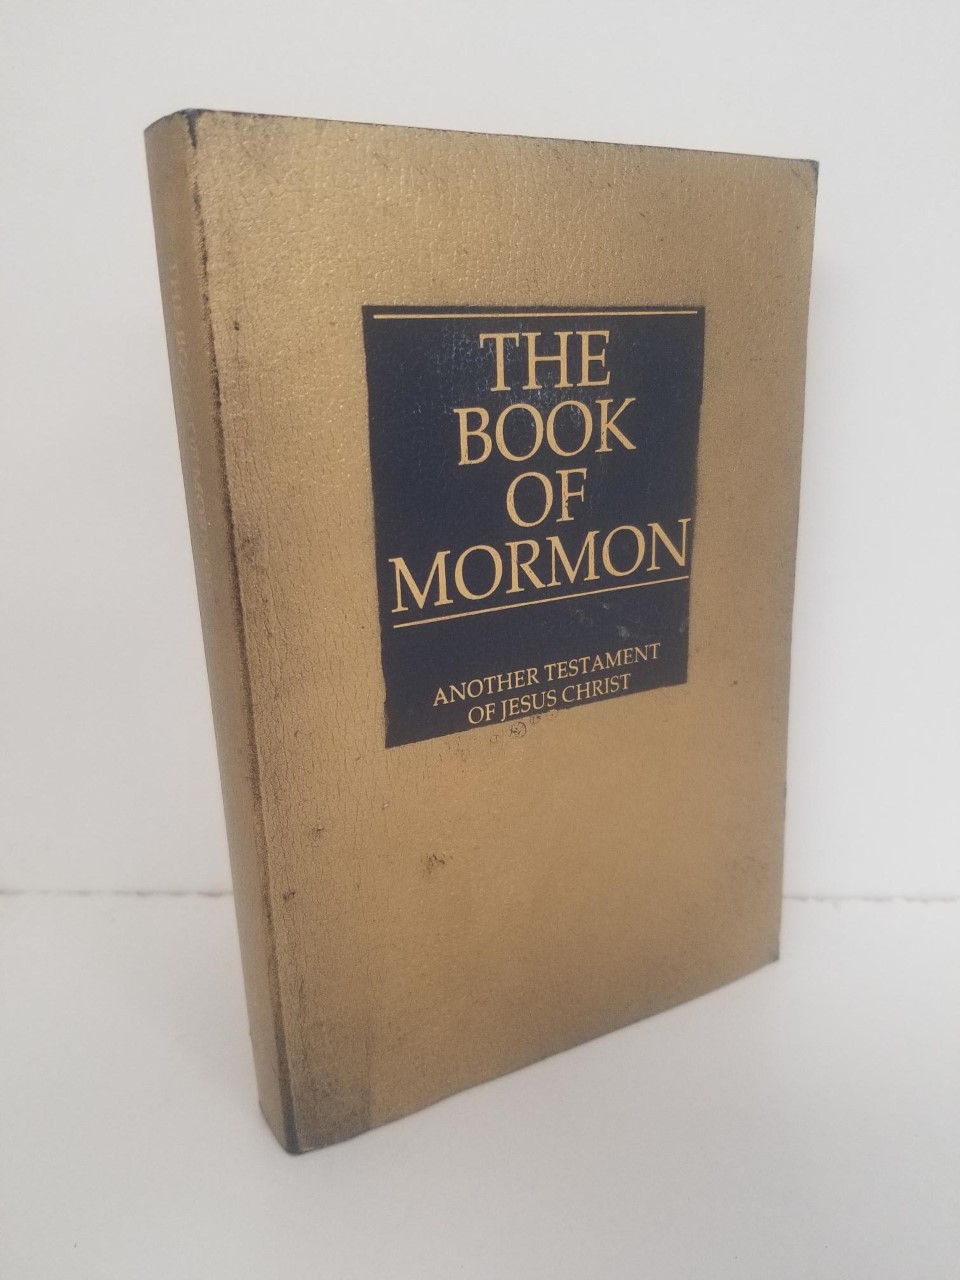 THE
BOOK
OF
MORMON
ANOTHER TESTAMENT
OF JESUS CHRIST